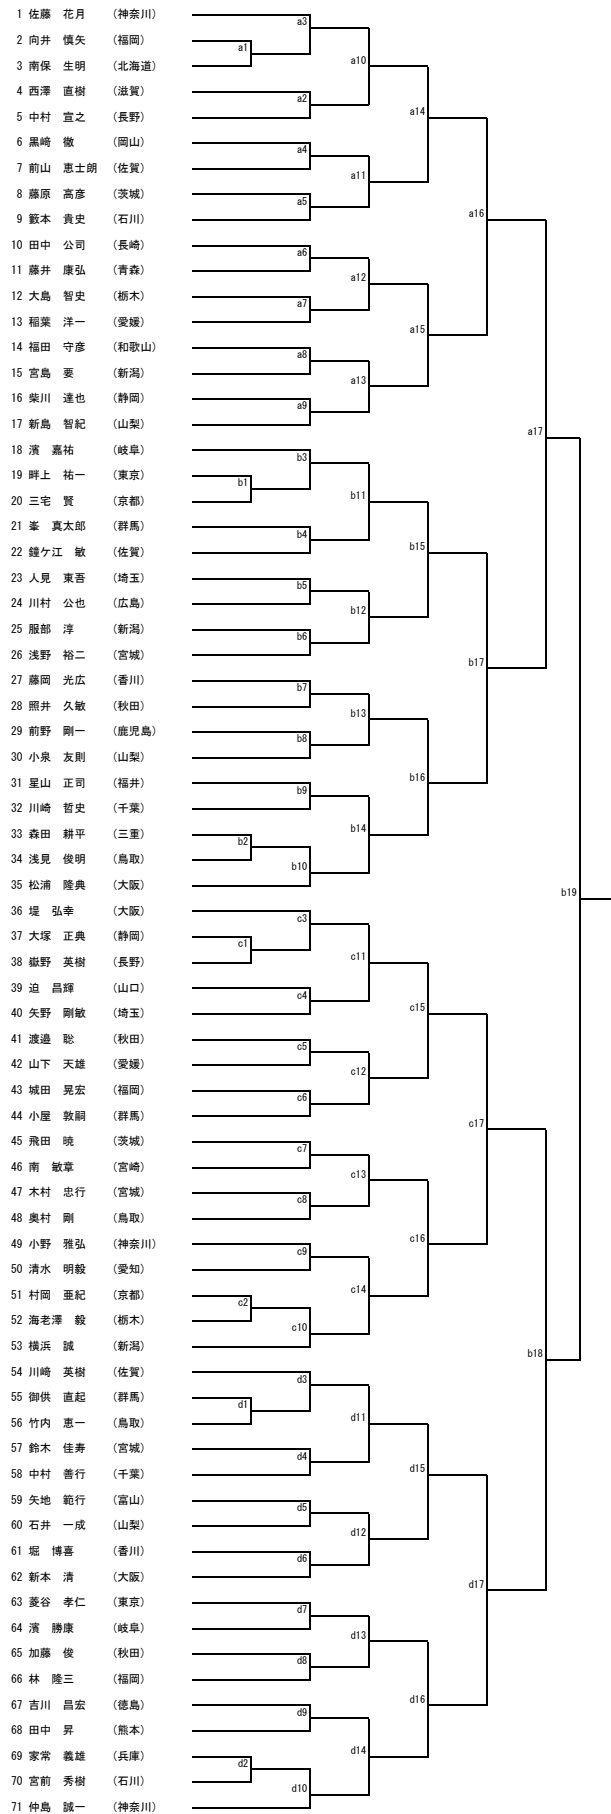 1 佐藤　花月　（神奈川）
2 向井　慎矢　（福岡）
3 南保　生明　（北海道）
4 西澤　直樹　（滋賀）
5 中村　宣之　（長野）
6 黒﨑　徹　（岡山）
7 前山　恵士朗　（佐賀）
8 藤原　高彦　（茨城）
9 籔本　貴史　（石川）
10 田中　公司　（長崎）
11 藤井　康弘　（青森）
12 大島　智史　（栃木）
13 稲葉　洋一　（愛媛）
14 福田　守彦　（和歌山）
15 宮島　要　（新潟）
16 柴川　達也　（静岡）
17 新島　智紀　（山梨）
18 濱　嘉祐　（岐阜）
19 畔上　祐一　（東京）
20 三宅　賢　（京都）
21 峯　真太郎　（群馬）
22 鐘ケ江　敏　（佐賀）
23 人見　東吾　（埼玉）
24 川村　公也　（広島）
25 服部　淳　（新潟）
26 浅野　裕二　（宮城）
27 藤岡　光広　（香川）
28 照井　久敏　（秋田）
29 前野　剛一　（鹿児島）
30 小泉　友則　（山梨）
31 星山　正司　（福井）
32 川崎　哲史　（千葉）
33 森田　耕平　（三重）
34 浅見　俊明　（鳥取）
35 松浦　隆典　（大阪）
36 堤　弘幸　（大阪）
37 大塚　正典　（静岡）
38 嶽野　英樹　（長野）
39 迫　昌輝　（山口）
40 矢野　剛敏　（埼玉）
41 渡邉　聡　（秋田）
42 山下　天雄　（愛媛）
43 城田　晃宏　（福岡）
44 小屋　敦嗣　（群馬）
45 飛田　暁　（茨城）
46 南　敏章　（宮崎）
47 木村　忠行　（宮城）
48 奥村　剛　（鳥取）
49 小野　雅弘　（神奈川）
50 清水　明毅　（愛知）
51 村岡　亜紀　（京都）
52 海老澤　毅　（栃木）
53 横浜　誠　（新潟）
54 川﨑　英樹　（佐賀）
55 御供　直起　（群馬）
56 竹内　恵一　（鳥取）
57 鈴木　佳寿　（宮城）
58 中村　善行　（千葉）
59 矢地　範行　（富山）
60 石井　一成　（山梨）
61 堀　博喜　（香川）
62 新本　清　（大阪）
63 菱谷　孝仁　（東京）
64 濱　勝康　（岐阜）
65 加藤　俊　（秋田）
66 林　隆三　（福岡）
67 吉川　昌宏　（徳島）
68 田中　昇　（熊本）
69 家常　義雄　（兵庫）
70 宮前　秀樹　（石川）
71 仲島　誠一　（神奈川）
a1
b1
b2
c1
c2
d1
d2
a3
a2
a4
a5
a6
a7
a8
a9
b3
b4
b5
b6
b7
b8
b9
b10
c3
c4
c5
c6
c7
c8
c9
c10
d3
d4
d5
d6
d7
d8
d9
d10
a10
a11
a12
a13
b11
b12
b13
b14
c11
c12
c13
c14
d11
d12
d13
d14
a14
a15
b15
b16
c15
c16
d15
d16
a16
b17
c17
d17
a17
b18
b19